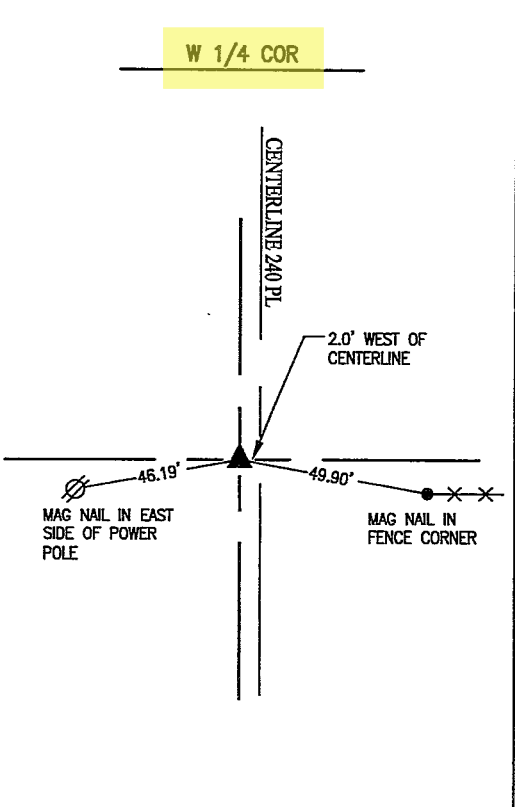 W 1/4 COR
CENTERLINE 240 PL
2.0' WEST OF
CENTERLINE
46.19'
49.90'
MAG NAIL IN EAST
SIDE OF POWER
POLE
MAG NAIL IN
FENCE CORNER